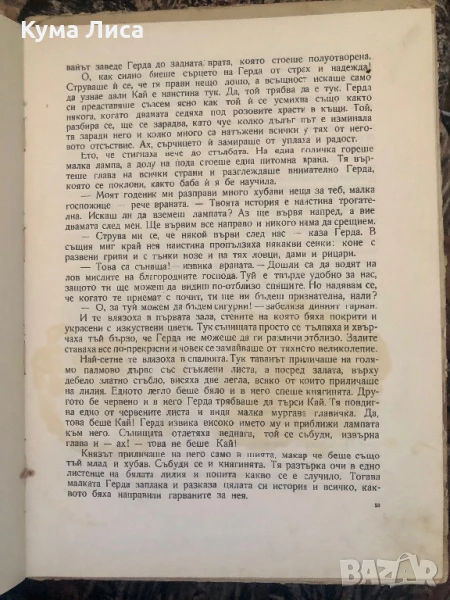 Кума Лиса
ванът заведе Герда до задната врата, която стоеше полуотворена.
О, как силно биеше сърцето на Герда от страх и надежда!
Струваше ѝ се, че ги прави нещо лошо, а всъщност искаше само
да узнае дали Кай е наистина тук. Да, той трябва да е тук. Герда
си представяше съвсем ясно как той ѝ се усмихва също както
някога, когато двамата седяха под розовите храсти в къщи. Той,
разбира се, ще се зарадва, като чуе колко дълъг път е изминала
тя заради него и колко много са натъжени всички у тях от него-
вото отсъствие. Ах, сърчицето ѝ замираше от уплаха и радост.
Ето, че стигнаха вече до стълбата. На една поличка гореше
малка лампа, а долу на пода стоеше една питомна врана. Тя вър-
теше глава на всички страни и разглеждаше внимателно Герда,
която се поклони, както баба ѝ я бе научила.
— Моят годеник ми разправи много хубави неща за теб, малка
госпожице — рече враната. — Твоята история е наистина трогател-
на. Искаш ли да вземеш лампата? Аз ще вървя напред, а вие
двамата след мен. Ще вървим все направо и никого няма да срещнем.
— Струва ми се, че някой върви след нас — каза Герда. В
същия миг край нея наистина пропълзяха някакви сенки: коне с
развени гриви и с тънки нозе и на тях ловци, дами и рицари.
— Това са сънища! — извика враната. — Дошли са да водят на
лов мислите на благородните господа. Туй е твърде удобно за нас,
защото ти ще можеш да видиш по-отблизо спящите. Но надявам се,
че когато те приемат с почит, ти ще ни бъдеш признателна, нали?
— О, за туй можем да бъдем сигурни! — забеляза дивият гарван.
И те влязоха в първата зала, стените на която бяха покрити и
украсени с изкуствени цветя. Тук сънищата просто се тълпяха и хвър-
чаха тъй бързо, че Герда не можеше да ги различи отблизо. Залите
ставаха все по-прекрасни и човек се замайваше от тяхното великолепие.
Най-сетне те влязоха в спалнята. Тук таванът приличаше на го-
лямо палмово дърво със стъклени листа, а посред залата, върху
дебело златно стъбло, висяха две легла, всяко от които приличаше
на лилия. Едното легло беше бяло и в него спеше княгинята. Дру-
гото бе червено и в него Герда трябваше да търси Кай. Тя повдиг-
на един от червените листа и видя малка мургава главичка. Да,
това беше Кай! Герда извика високо името му и приближи лампата
към него. Сънищата отлетяха веднага, той се събуди, извърна
глава и — ах! — това не беше Кай!
Князът приличаше на него само в шията, макар че беше също
тъй млад и хубав. Събуди се и княгинята. Тя разтърка очи в едно
листенце на бялата лилия и попита какво се е случило. Тогава
малката Герда заплака и разказа цялата си история и всичко, как-
вото бяха направили гарваните за нея.
BAZAR